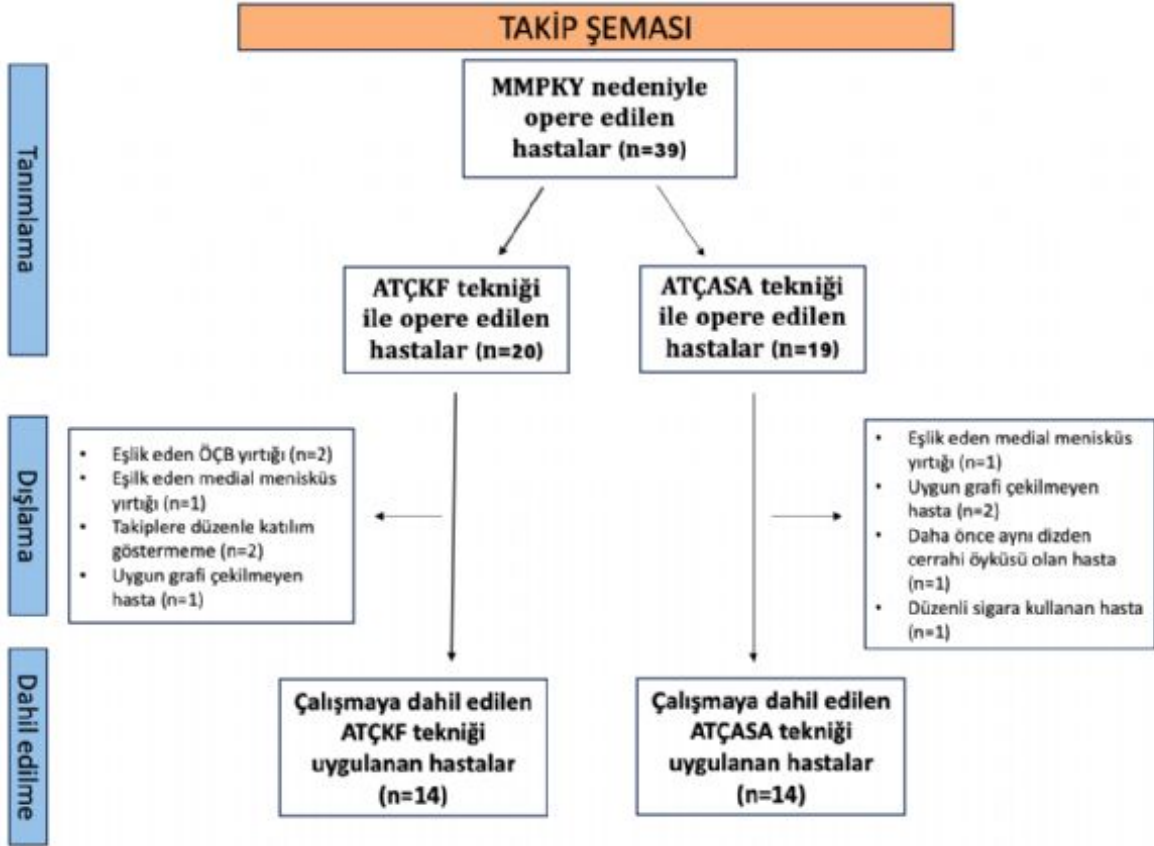 TAKİP ŞEMASI
Tanımlama
MMPKY nedeniyle
opere edilen
hastalar (n=39)
ATÇKF tekniği
ile opere edilen
hastalar (n=20)
ATÇASA tekniği
ile opere edilen
hastalar (n=19)
Dışlama
• Eşlik eden ÖÇB yırtığı (n=2)
• Eşilk eden medial menisküs
yırtığı (n=1)
• Takiplere düzenle katılım
göstermeme (n=2)
• Uygun grafi çekilmeyen
hasta (n=1)
• Eşlik eden medial menisküs
yırtığı (n=1)
• Uygun grafi çekilmeyen
hasta (n=2)
• Daha önce aynı dizden
cerrahi öyküsü olan hasta
(n=1)
• Düzenli sigara kullanan hasta
(n=1)
Dahil edilme
Çalışmaya dahil edilen
ATÇKF tekniği
uygulanan hastalar
(n=14)
Çalışmaya dahil edilen
ATÇASA tekniği
uygulanan hastalar
(n=14)